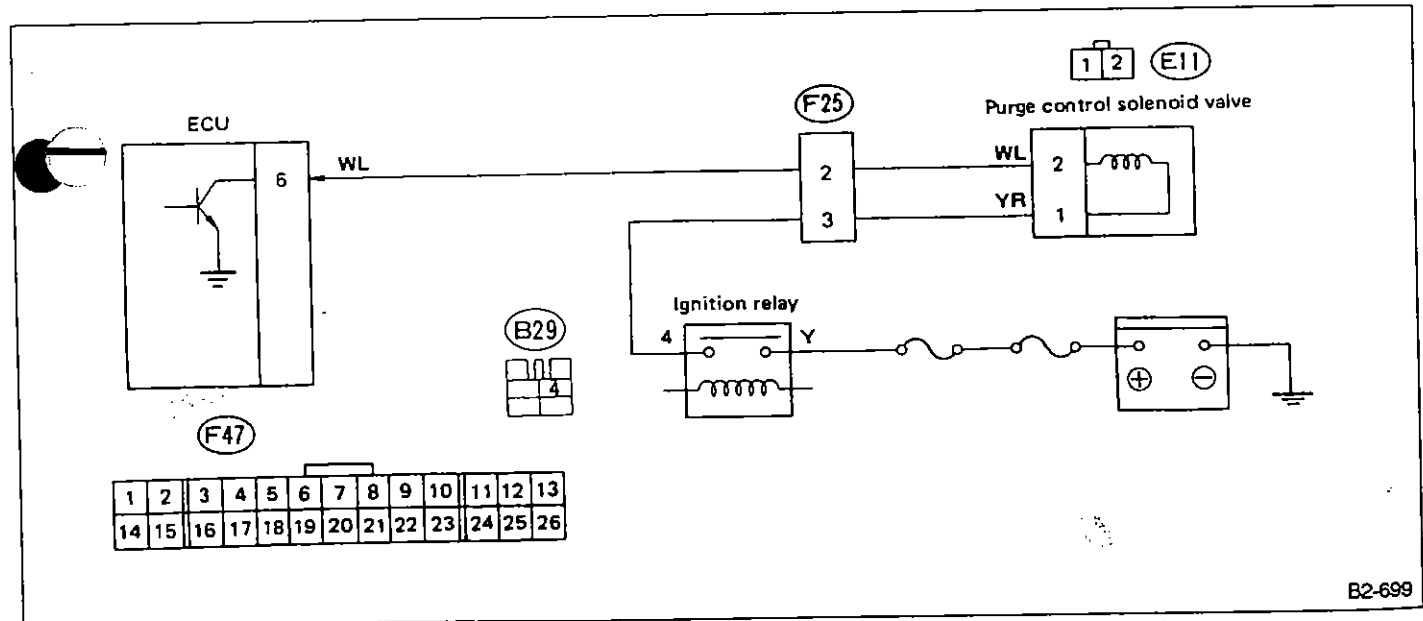 1 2 E11
F25 Purge control solenoid valve
ECU
6 WL 2 WL 2
3 YR 1
Ignition relay
B29 4 Y
4
+ −
F47
1 2 3 4 5 6 7 8 9 10 11 12 13
14 15 16 17 18 19 20 21 22 23 24 25 26
B2-699